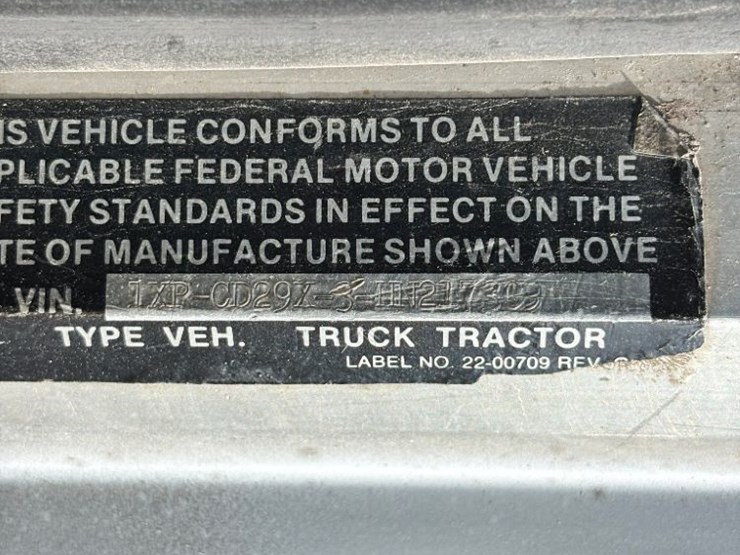 IS VEHICLE CONFORMS TO ALL
PLICABLE FEDERAL MOTOR VEHICLE
FETY STANDARDS IN EFFECT ON THE
TE OF MANUFACTURE SHOWN ABOVE
VIN.
TYPE VEH. TRUCK TRACTOR
LABEL NO. 22-00709 REV